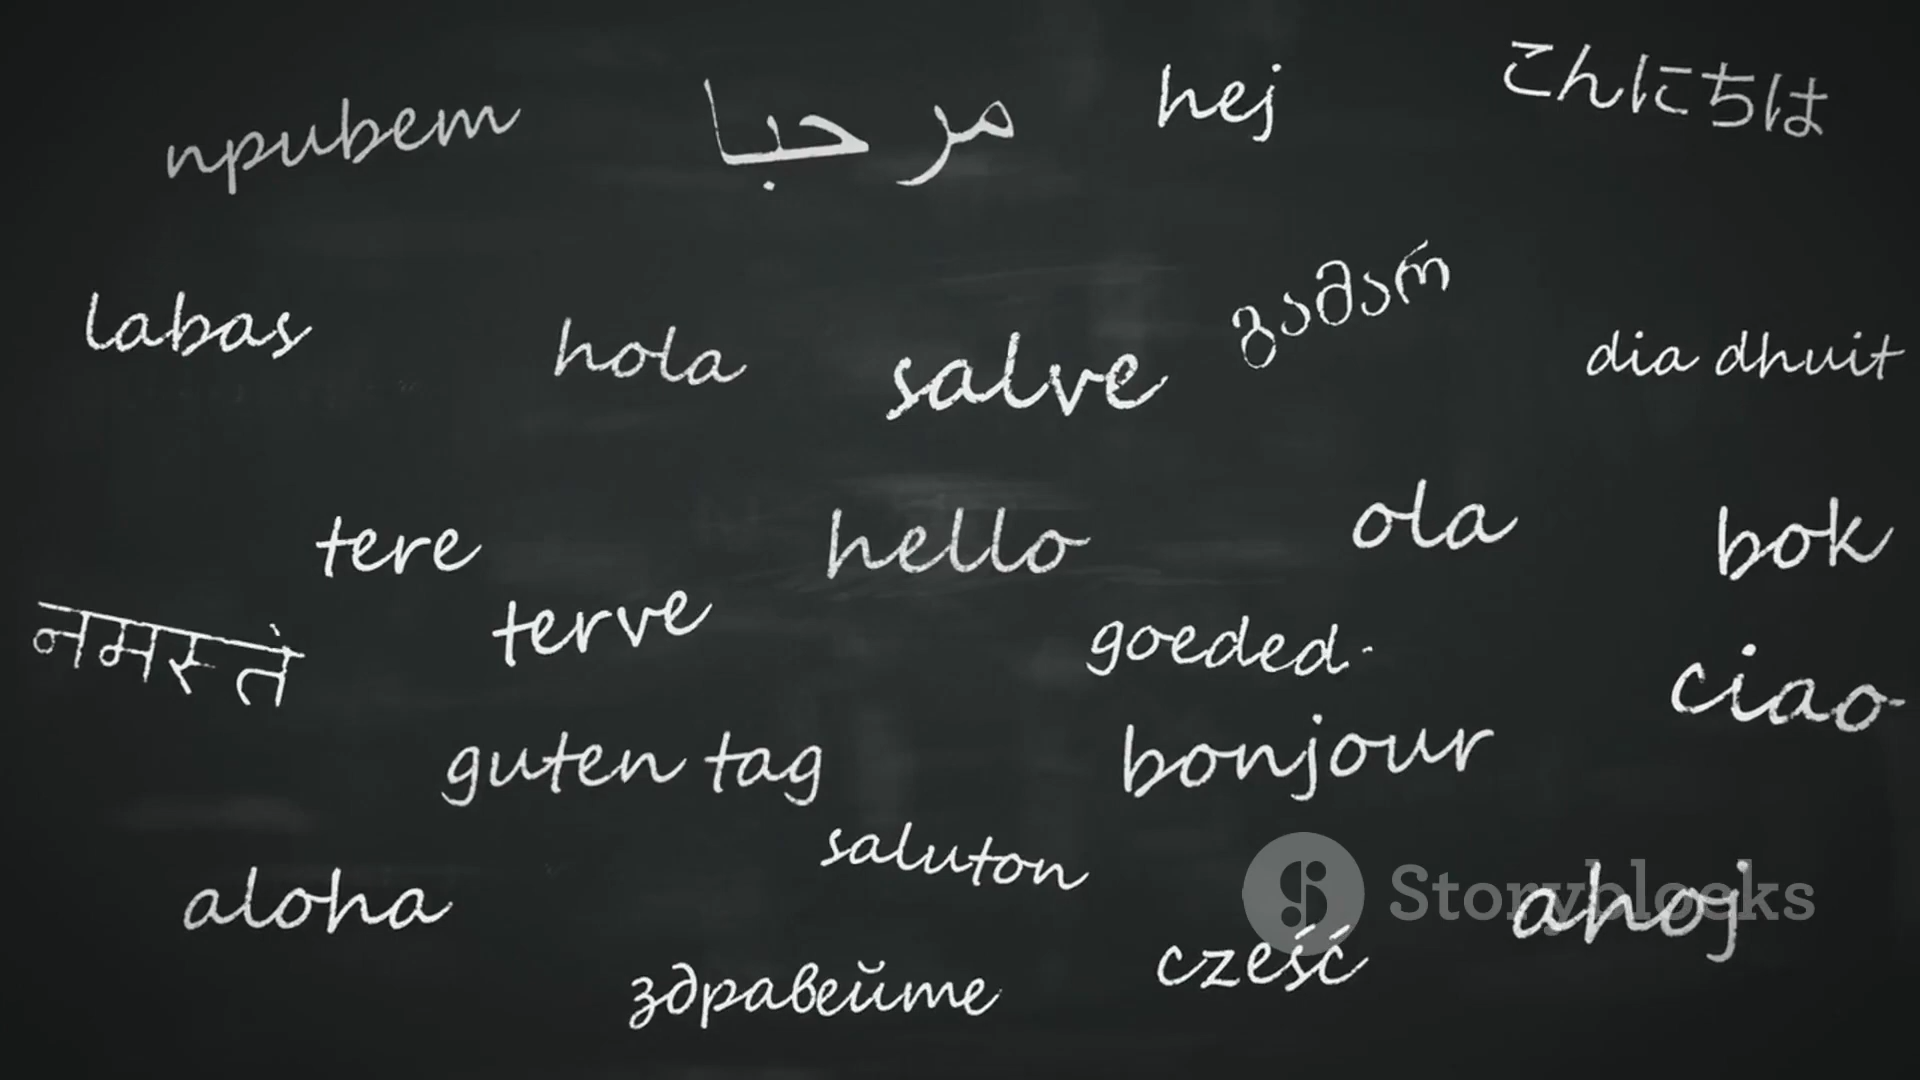 привет
مرحبا
hej
こんにちは
labas
hola
salve
გამარ
dia dhuit
tere
hello
ola
bok
नमस्ते
terve
goeded
ciao
guten tag
bonjour
saluton
aloha
Storyblocks
ahoj
cześć
здравейте